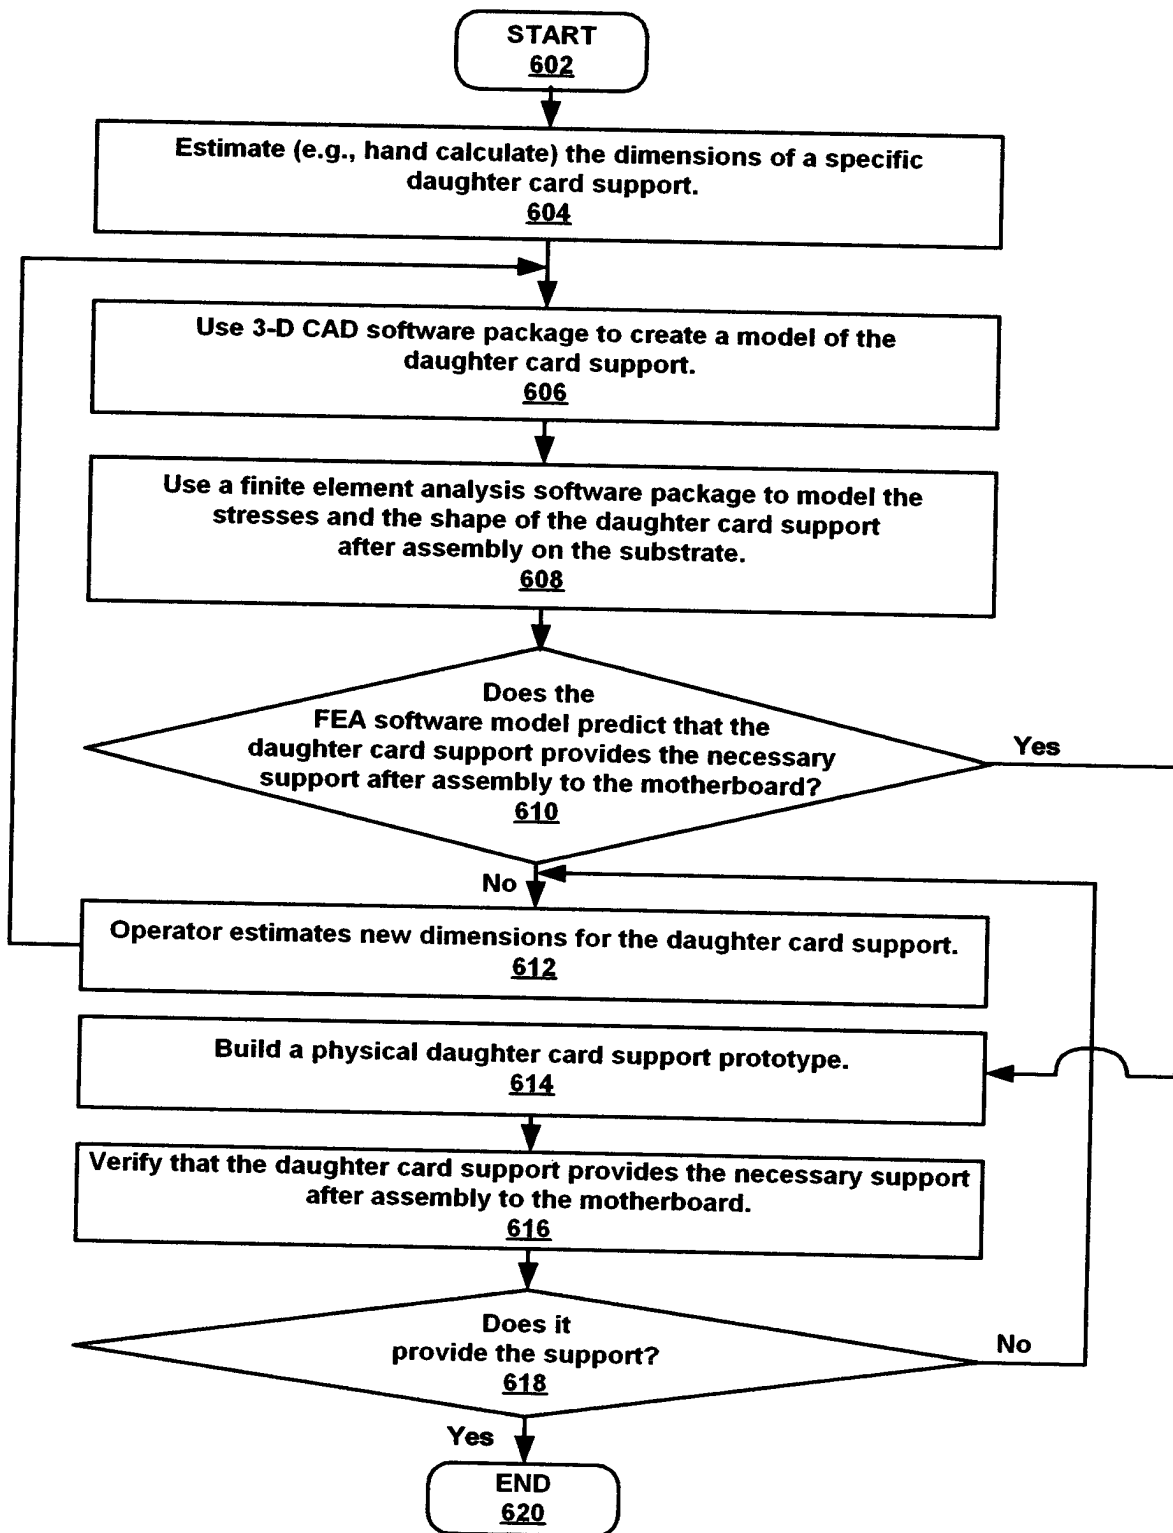 START
602
Estimate (e.g., hand calculate) the dimensions of a specific
daughter card support.
604
Use 3-D CAD software package to create a model of the
daughter card support.
606
Use a finite element analysis software package to model the
stresses and the shape of the daughter card support
after assembly on the substrate.
608
Does the
FEA software model predict that the
daughter card support provides the necessary
support after assembly to the motherboard?
610
Yes
No
Operator estimates new dimensions for the daughter card support.
612
Build a physical daughter card support prototype.
614
Verify that the daughter card support provides the necessary support
after assembly to the motherboard.
616
Does it
provide the support?
618
No
Yes
END
620